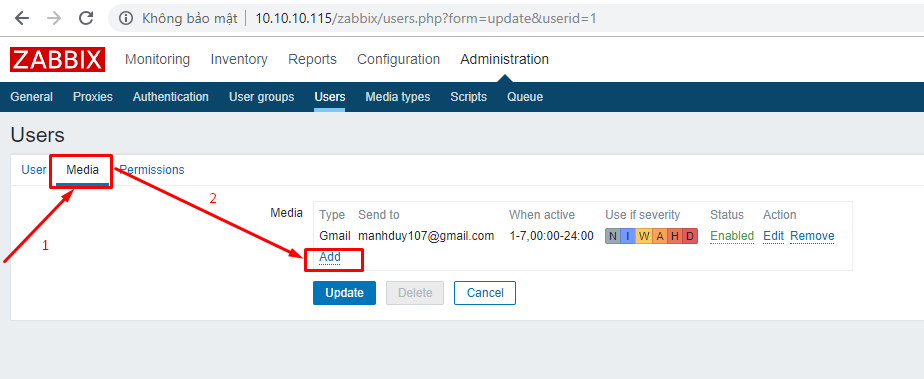 Không bảo mật 10.10.10.115/zabbix/users.php?form=update&userid=1
ZABBIX Monitoring Inventory Reports Configuration Administration
General Proxies Authentication User groups Users Media types Scripts Queue
Users
User Media Permissions
2
Media Type Send to When active Use if severity Status Action
Gmail manhduy107@gmail.com 1-7,00:00-24:00 N I W A H D Enabled Edit Remove
1
Add
Update Delete Cancel